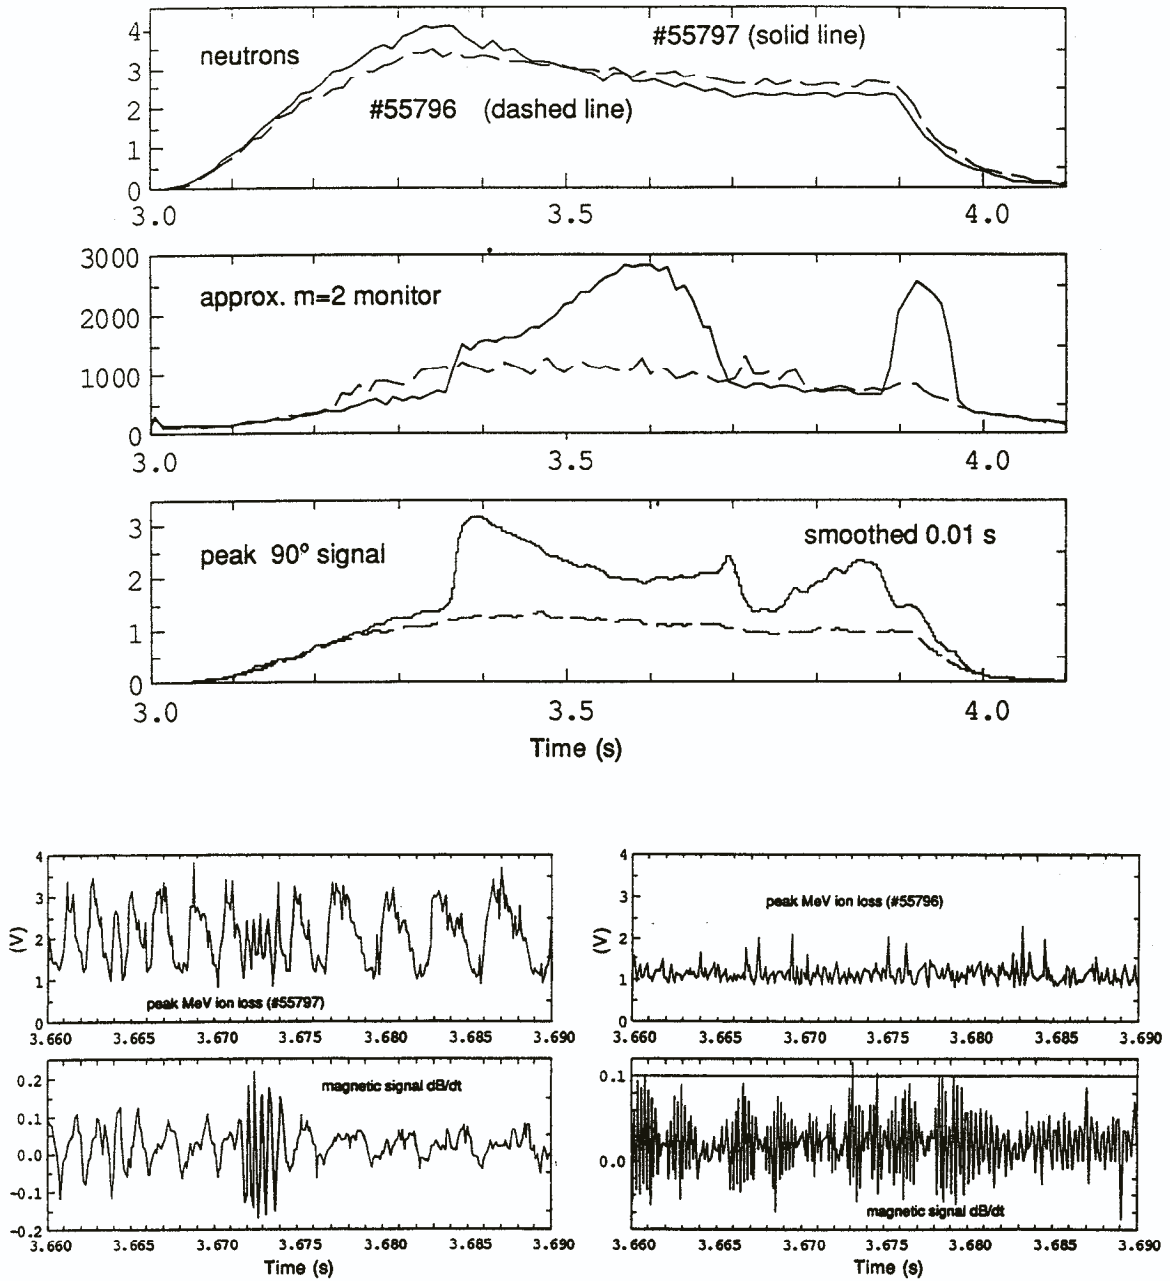 4
3
2
1
0
neutrons
#55797 (solid line)
#55796 (dashed line)
3.0 3.5 4.0
3000
2000
1000
0
approx. m=2 monitor
3.0 3.5 4.0
3
2
1
0
peak 90º signal
smoothed 0.01 s
3.0 3.5 4.0
Time (s)
4
3
2
1
0
(V)
peak MeV ion loss (#55797)
3.660 3.665 3.670 3.675 3.680 3.685 3.690
4
3
2
1
0
(V)
peak MeV ion loss (#55796)
3.660 3.665 3.670 3.675 3.680 3.685 3.690
0.2
0.1
0.0
-0.1
-0.2
magnetic signal dB/dt
3.660 3.665 3.670 3.675 3.680 3.685 3.690
Time (s)
0.1
0.0
magnetic signal dB/dt
3.660 3.665 3.670 3.675 3.680 3.685 3.690
Time (s)